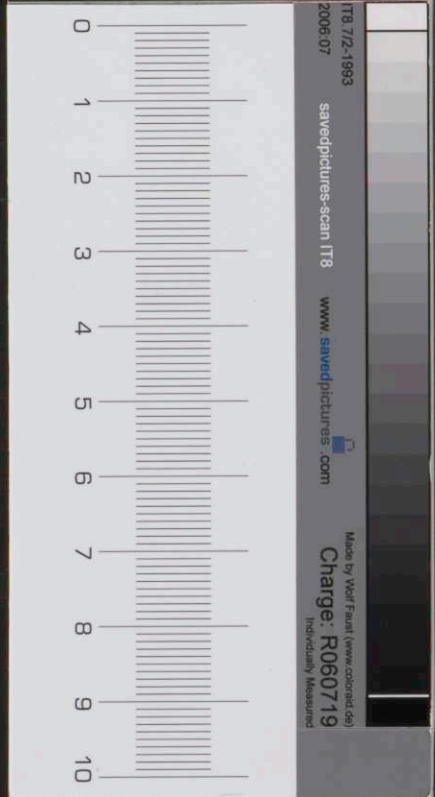 0
1
2
3
4
5
6
7
8
9
10
IT8.7/2-1993
2006:07
savedpictures-scan IT8
www.savedpictures.com
Made by Wolf Faust (www.coloraid.de)
Charge: R060719
Individually Measured